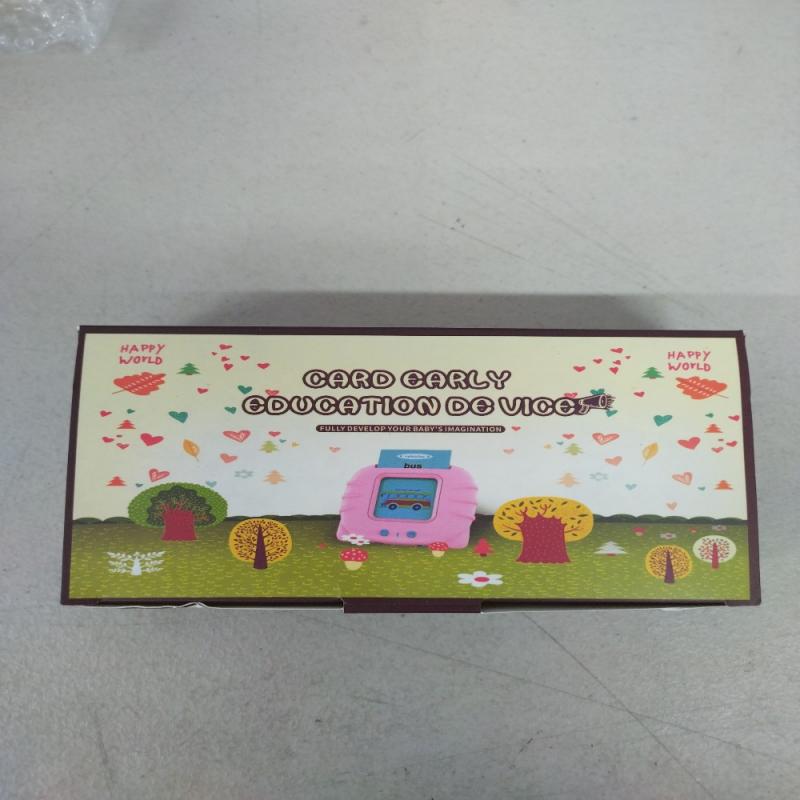 HAPPY
WORLD
HAPPY
WORLD
CARD EARLY
EDUCATION DE VICE
FULLY DEVELOP YOUR BABY'S IMAGINATION
bus